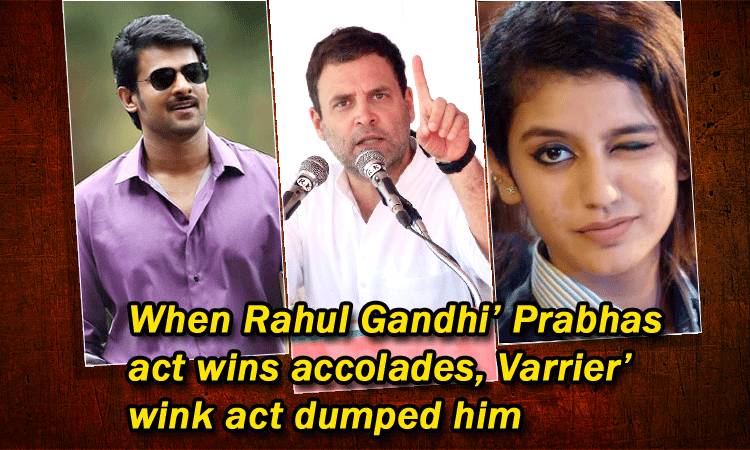 When Rahul Gandhi’ Prabhas
act wins accolades, Varrier’
wink act dumped him